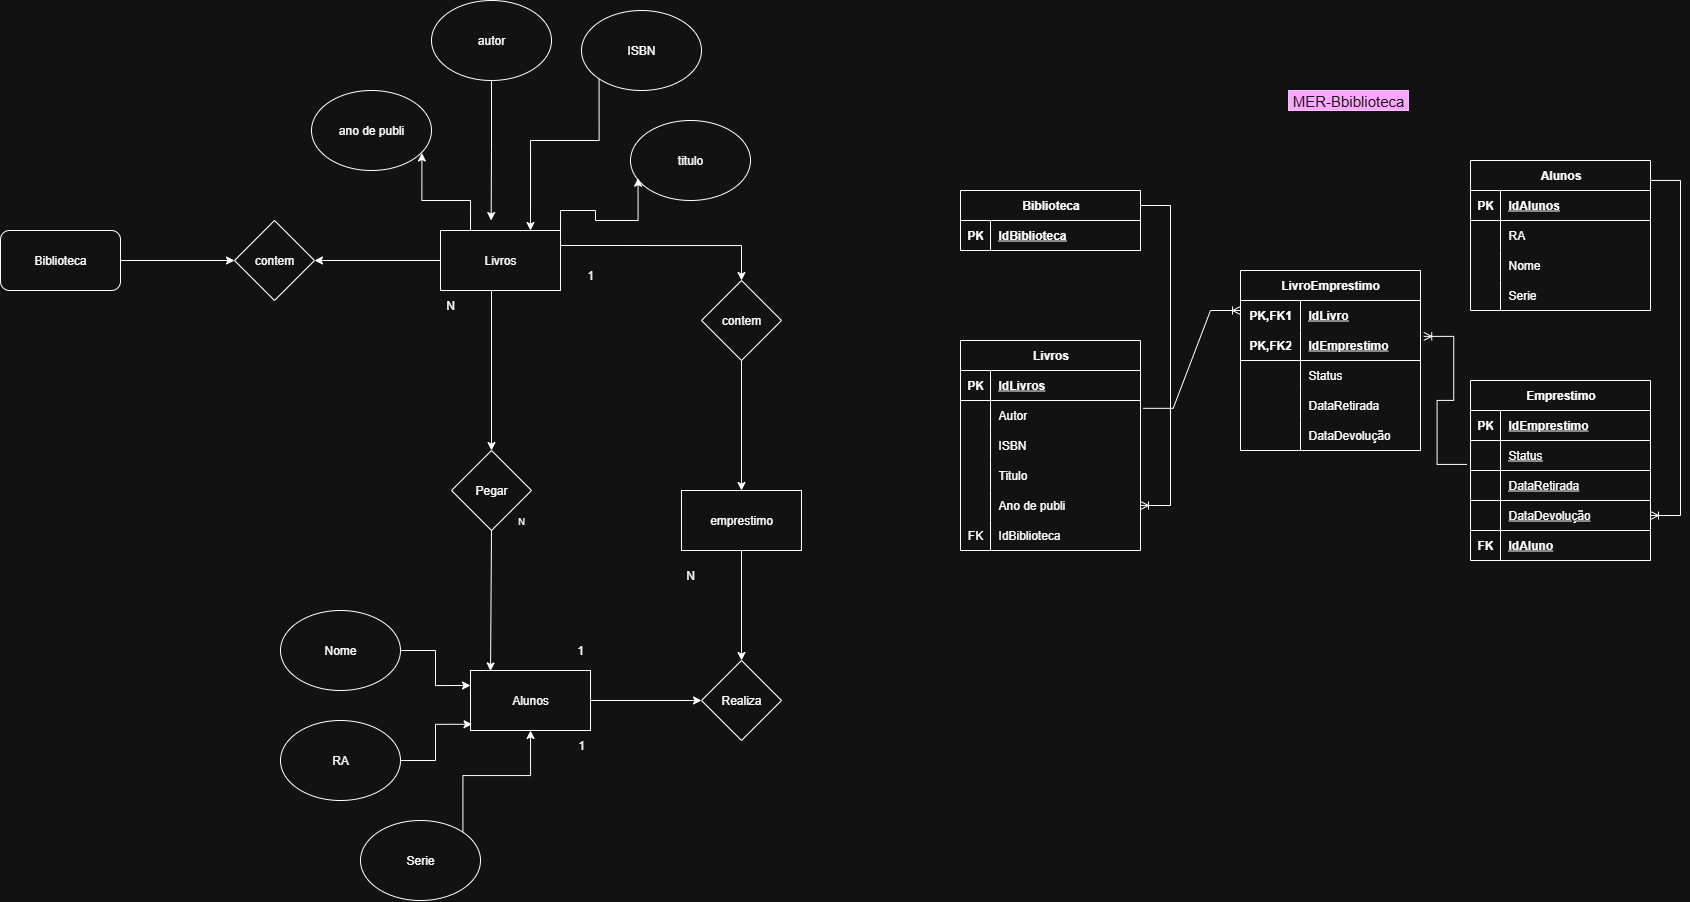 autor
ISBN
ano de publi
titulo
Biblioteca
contem
Livros
1
N
contem
Pegar
N
emprestimo
N
Nome
1
Alunos
Realiza
1
RA
Serie
MER-Bbiblioteca
Biblioteca
PK IdBiblioteca
Livros
PK IdLivros
Autor
ISBN
Titulo
Ano de publi
FK IdBiblioteca
LivroEmprestimo
PK,FK1 IdLivro
PK,FK2 IdEmprestimo
Status
DataRetirada
DataDevolução
Alunos
PK IdAlunos
RA
Nome
Serie
Emprestimo
PK IdEmprestimo
Status
DataRetirada
DataDevolução
FK IdAluno